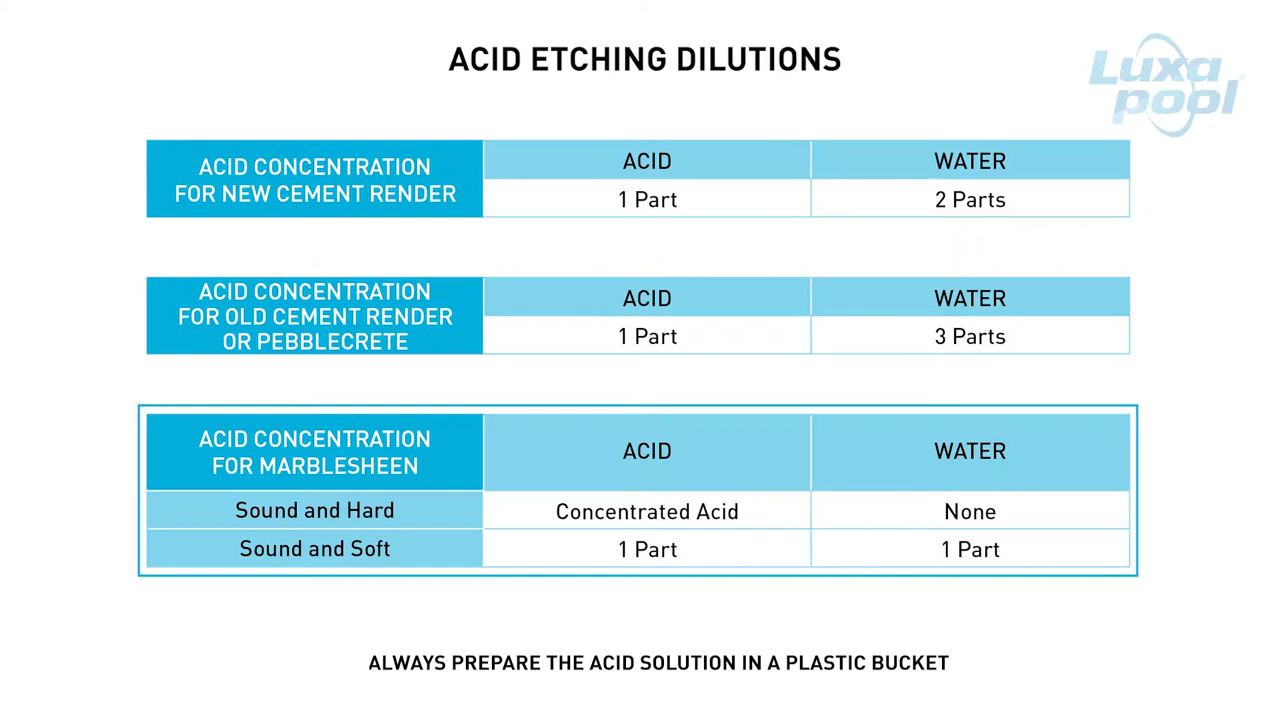 ACID ETCHING DILUTIONS
Luxa
pool
ACID CONCENTRATION
FOR NEW CEMENT RENDER
ACID
WATER
1 Part
2 Parts
ACID CONCENTRATION
FOR OLD CEMENT RENDER
OR PEBBLECRETE
ACID
WATER
1 Part
3 Parts
ACID CONCENTRATION
FOR MARBLESHEEN
ACID
WATER
Sound and Hard
Concentrated Acid
None
Sound and Soft
1 Part
1 Part
ALWAYS PREPARE THE ACID SOLUTION IN A PLASTIC BUCKET